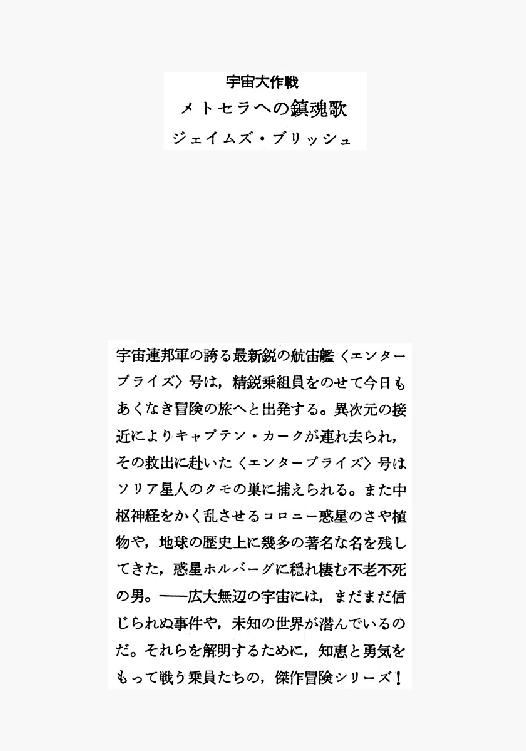 宇宙大作戦
メトセラへの鎮魂歌
ジェイムズ・ブリッシュ
宇宙連邦軍の誇る最新鋭の航宙艦〈エンター
プライズ〉号は，精鋭乗組員をのせて今日も
あくなき冒険の旅へと出発する。異次元の接
近によりキャプテン・カークが連れ去られ，
その救出に赴いた〈エンタープライズ〉号は
ソリア星人のクモの巣に捕えられる。また中
枢神経をかく乱させるコロニー惑星のさや植
物や，地球の歴史上に幾多の著名な名を残し
てきた，惑星ホルバーグに隠れ棲む不老不死
の男。――広大無辺の宇宙には，まだまだ信
じられぬ事件や，未知の世界が潜んでいるの
だ。それらを解明するために，知恵と勇気を
もって戦う乗員たちの，傑作冒険シリーズ！